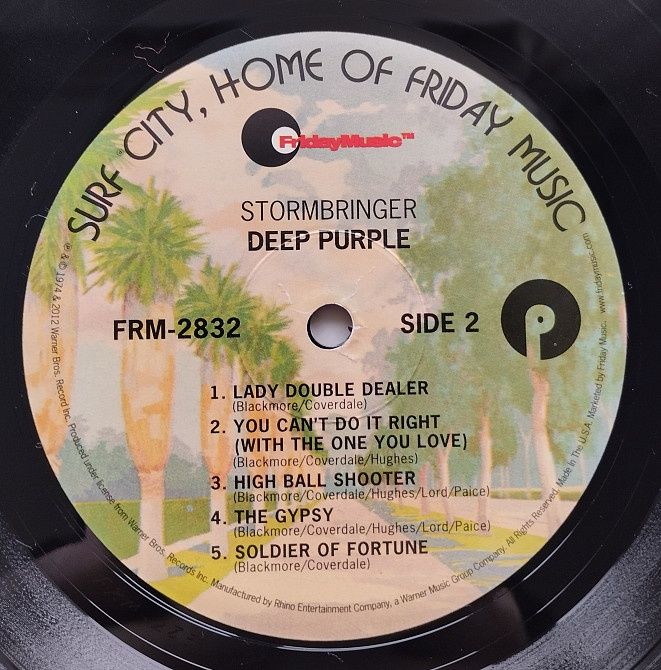 SURF CITY, HOME OF FRIDAY MUSIC
FridayMusic™
STORMBRINGER
DEEP PURPLE
FRM-2832
SIDE 2
1. LADY DOUBLE DEALER
(Blackmore/Coverdale)
2. YOU CAN'T DO IT RIGHT
(WITH THE ONE YOU LOVE)
(Blackmore/Coverdale/Hughes)
3. HIGH BALL SHOOTER
(Blackmore/Coverdale/Hughes/Lord/Paice)
4. THE GYPSY
(Blackmore/Coverdale/Hughes/Lord/Paice)
5. SOLDIER OF FORTUNE
(Blackmore/Coverdale)
℗ & © 1974 & 2012 Warner Bros. Record Inc. Produced under license from Warner Bros. Records Inc. Manufactured by Rhino Entertainment Company, a Warner Music Group Company. All Rights Reserved. Made In The U.S.A. Marketed by Friday Music. www.fridaymusic.com